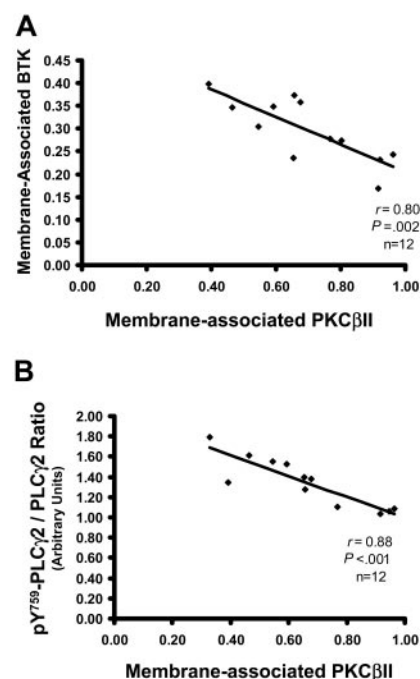 A
Membrane-Associated BTK
0.45
0.40
0.35
0.30
0.25
0.20
0.15
0.10
0.05
0.00
r = 0.80
P =.002
n=12
0.00 0.20 0.40 0.60 0.80 1.00
Membrane-associated PKCβII
B
pY⁷⁵⁹-PLCγ2 / PLCγ2 Ratio
(Arbitrary Units)
2.00
1.80
1.60
1.40
1.20
1.00
0.80
0.60
0.40
0.20
0.00
r = 0.88
P <.001
n=12
0.00 0.20 0.40 0.60 0.80 1.00
Membrane-associated PKCβII